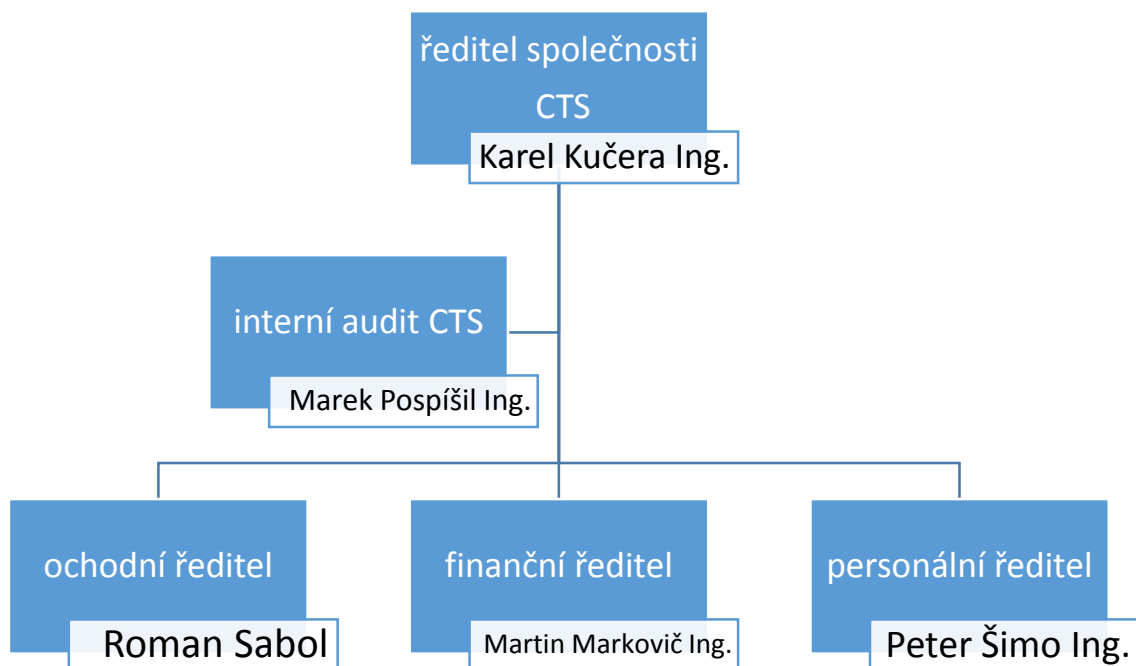 ředitel společnosti
CTS
Karel Kučera Ing.
interní audit CTS
Marek Pospíšil Ing.
ochodní ředitel
Roman Sabol
finanční ředitel
Martin Markovič Ing.
personální ředitel
Peter Šimo Ing.